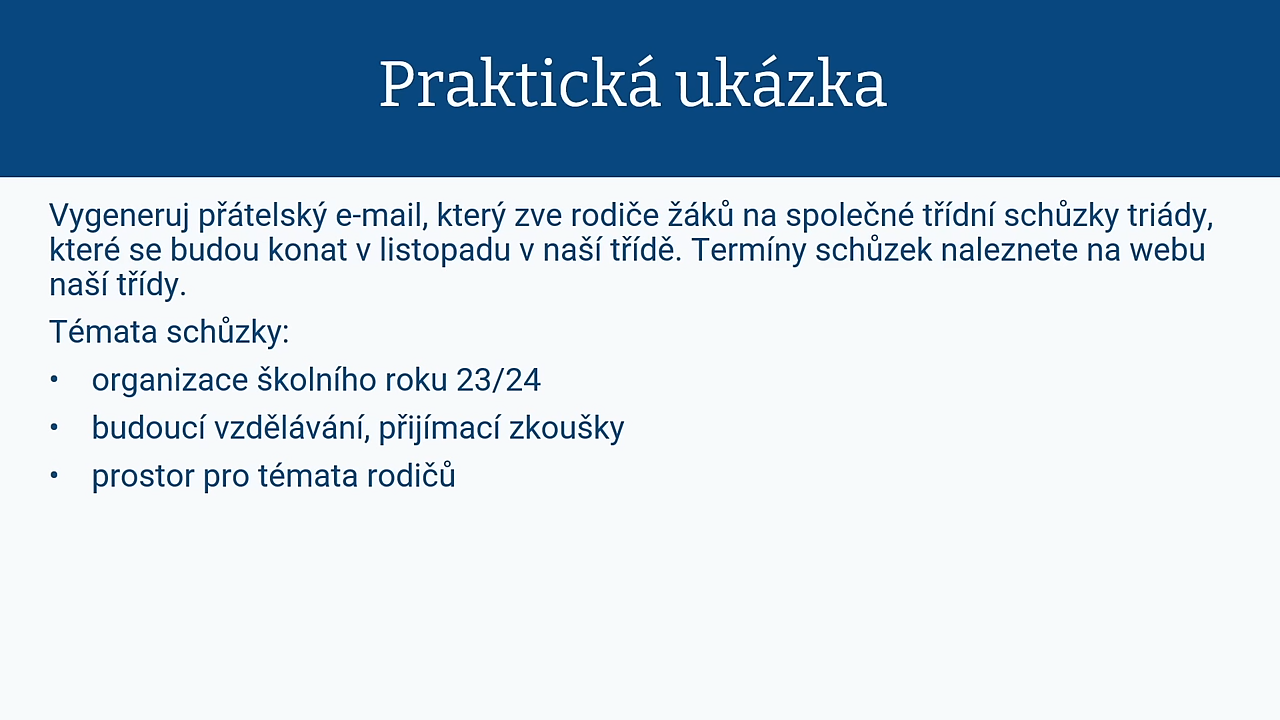 Praktická ukázka
Vygeneruj přátelský e-mail, který zve rodiče žáků na společné třídní schůzky triády,
které se budou konat v listopadu v naší třídě. Termíny schůzek naleznete na webu
naší třídy.
Témata schůzky:
• organizace školního roku 23/24
• budoucí vzdělávání, přijímací zkoušky
• prostor pro témata rodičů